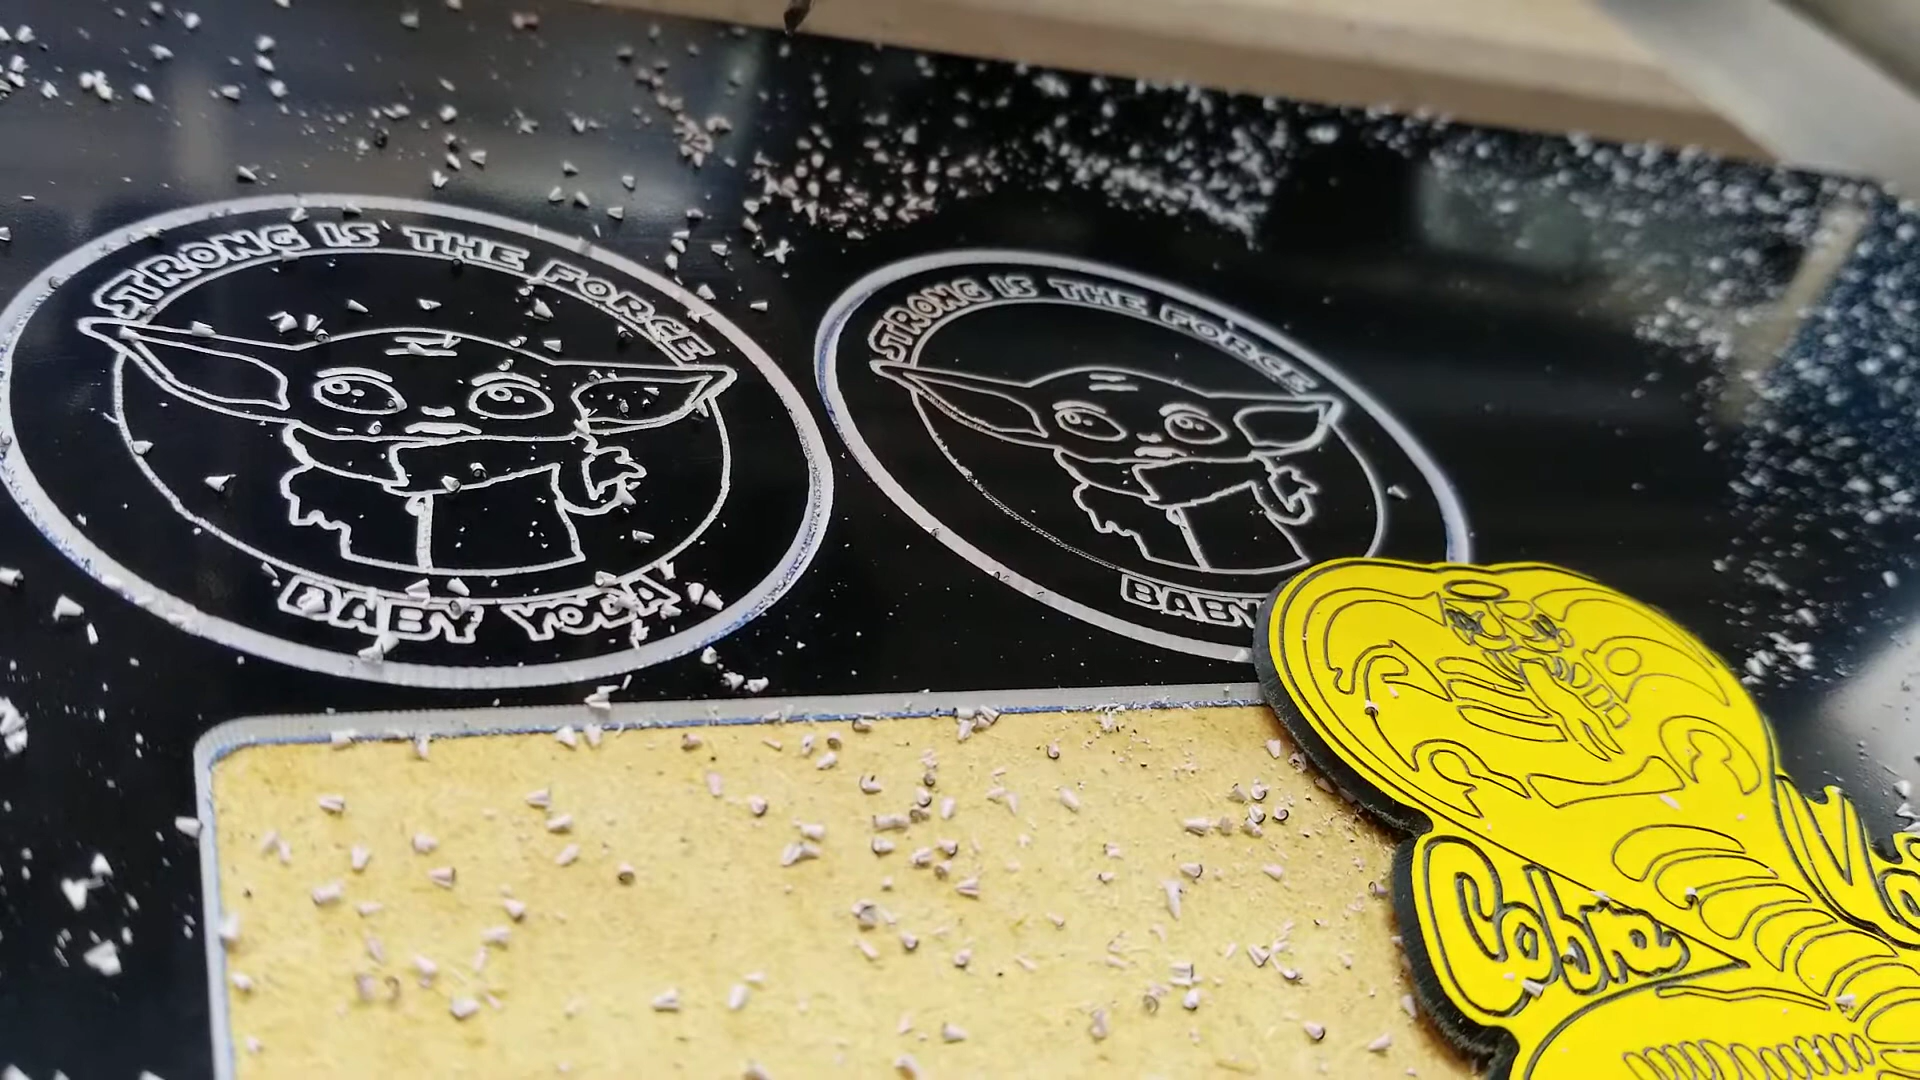 STRONG IS THE FORCE
BABY YODA
STRONG IS THE FORCE
BABY
Cobra